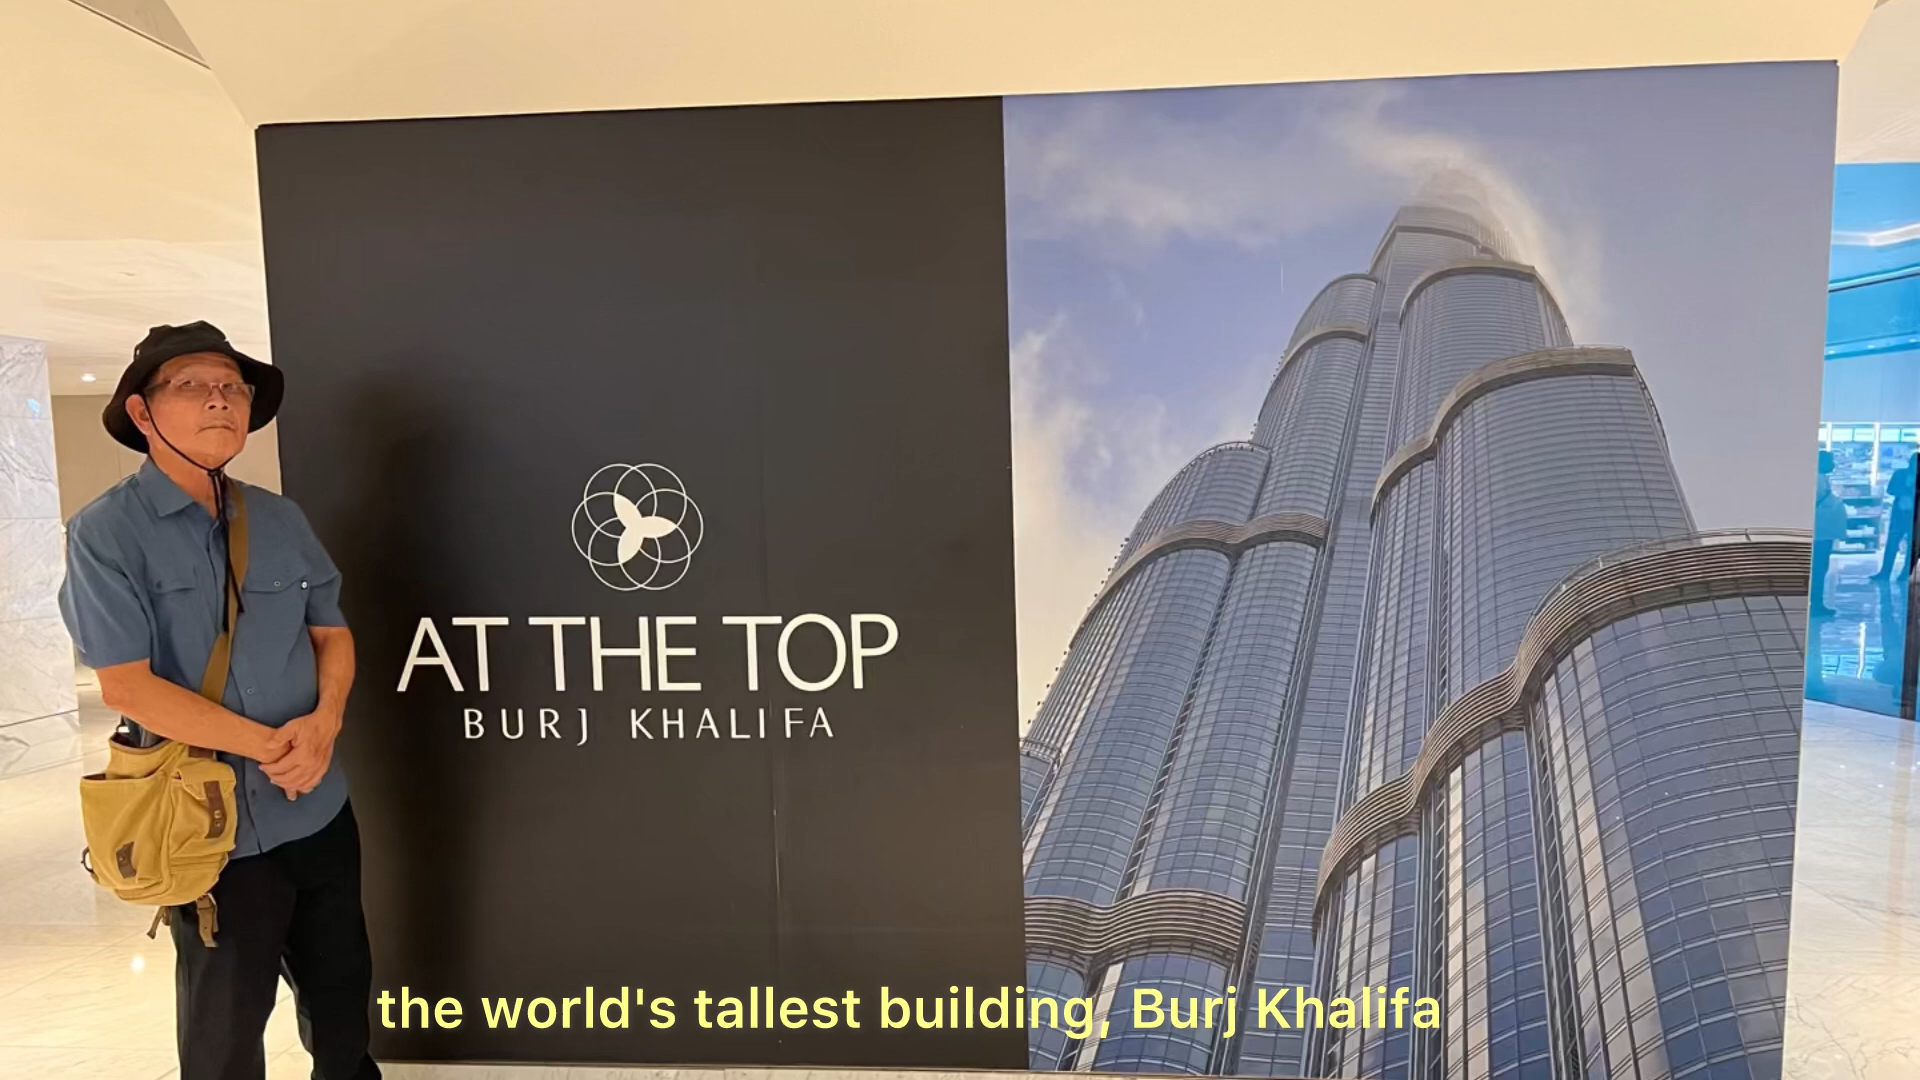 AT THE TOP
BURJ KHALIFA
the world's tallest building, Burj Khalifa